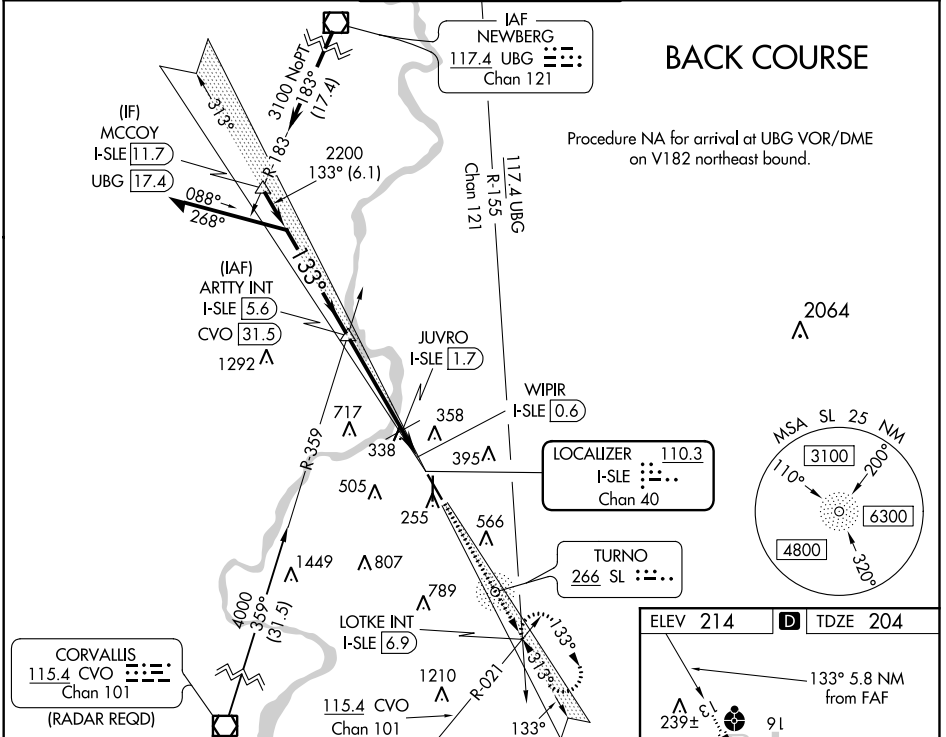 IAF
NEWBERG
117.4 UBG
Chan 121
BACK COURSE
Procedure NA for arrival at UBG VOR/DME
on V182 northeast bound.
3100 NoPT
183°
(17.4)
R-183
313°
(IF)
MCCOY
I-SLE 11.7
UBG 17.4
2200
133° (6.1)
088°
268°
133°
117.4 UBG
R-155
Chan 121
(IAF)
ARTTY INT
I-SLE 5.6
CVO 31.5
1292
JUVRO
I-SLE 1.7
2064
WIPIR
I-SLE 0.6
717
358
338
395
LOCALIZER 110.3
I-SLE
Chan 40
MSA SL 25 NM
3100
110°
200°
6300
4800
320°
R-359
505
255
566
TURNO
266 SL
1449
807
789
LOTKE INT
I-SLE 6.9
133°
313°
4000
359°
(31.5)
CORVALLIS
115.4 CVO
Chan 101
(RADAR REQD)
1210
R-021
115.4 CVO
Chan 101
133°
ELEV 214 D TDZE 204
133° 5.8 NM
from FAF
239±
13
16